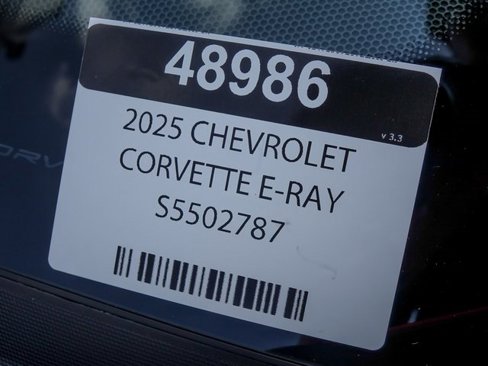 48986
v 3.3
2025 CHEVROLET
CORVETTE E-RAY
S5502787